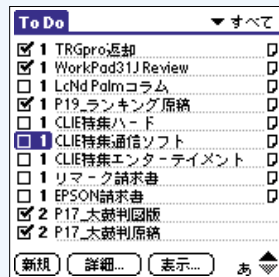 To Do ▼ すべて
☑ 1 TRGpro返却
☑ 1 WorkPad31J Review
☐ 1 LcNd Palmコラム
☑ 1 P19_ランキング原稿
☐ 1 CLIE特集ハード
☐ 1 CLIE特集通信ソフト
☐ 1 CLIE特集エンターテイメント
☐ 1 リマーク請求書
☐ 1 EPSON請求書
☑ 2 P17_太鼓判図版
☑ 2 P17_太鼓判原稿
新規 詳細... 表示... あ